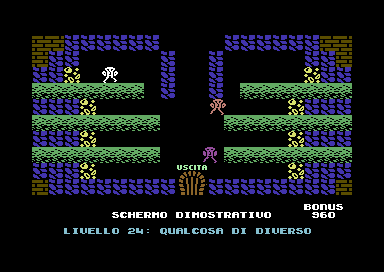 USCITA
BONUS
SCHERMO DIMOSTRATIVO 960
LIVELLO 24: QUALCOSA DI DIVERSO